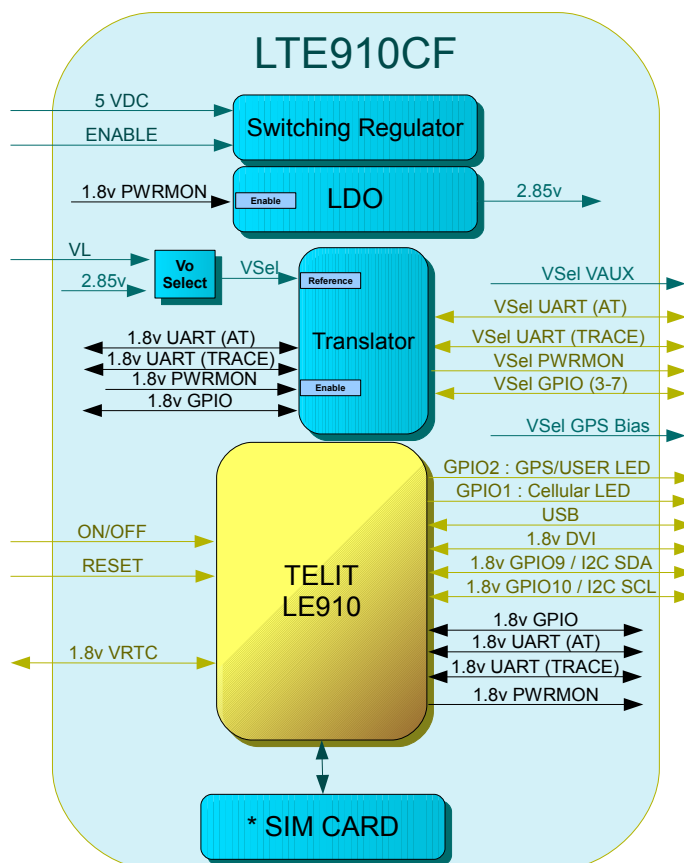 LTE910CF
5 VDC
Switching Regulator
ENABLE
1.8v PWRMON
Enable
LDO
2.85v
VL
Vo
Select
VSel
2.85v
Reference
Translator
Enable
1.8v UART (AT)
1.8v UART (TRACE)
1.8v PWRMON
1.8v GPIO
VSel VAUX
VSel UART (AT)
VSel UART (TRACE)
VSel PWRMON
VSel GPIO (3-7)
VSel GPS Bias
GPIO2 : GPS/USER LED
GPIO1 : Cellular LED
USB
1.8v DVI
1.8v GPIO9 / I2C SDA
1.8v GPIO10 / I2C SCL
ON/OFF
RESET
TELIT
LE910
1.8v VRTC
1.8v GPIO
1.8v UART (AT)
1.8v UART (TRACE)
1.8v PWRMON
* SIM CARD